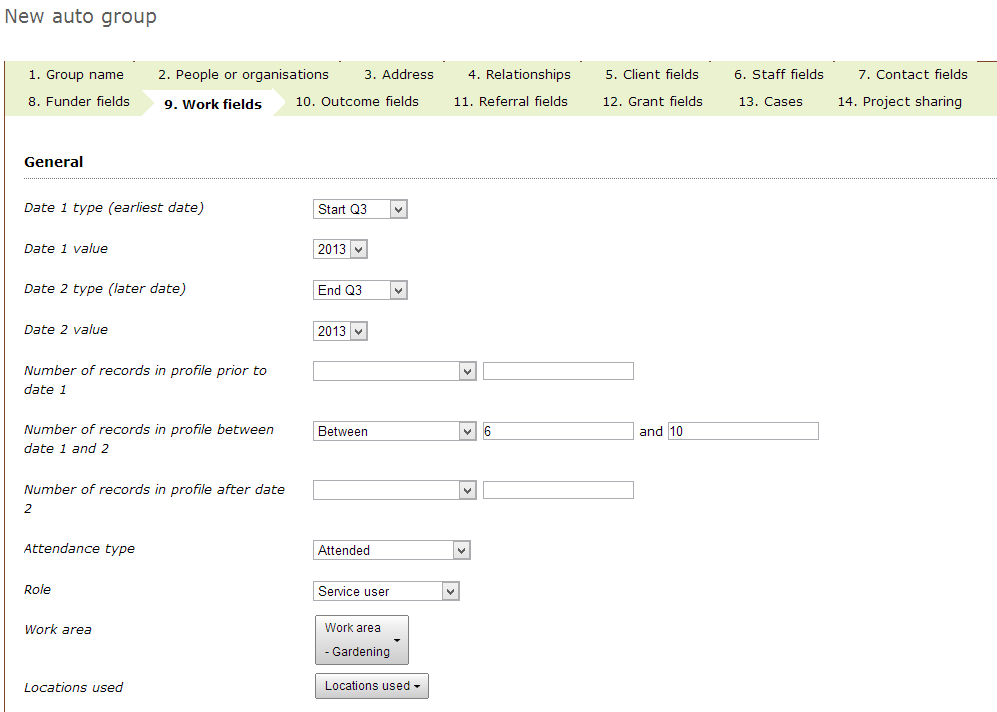 New auto group
1. Group name 2. People or organisations 3. Address 4. Relationships 5. Client fields 6. Staff fields 7. Contact fields
8. Funder fields 9. Work fields 10. Outcome fields 11. Referral fields 12. Grant fields 13. Cases 14. Project sharing
General
Date 1 type (earliest date) Start Q3
Date 1 value 2013
Date 2 type (later date) End Q3
Date 2 value 2013
Number of records in profile prior to
date 1
Number of records in profile between Between 6 and 10
date 1 and 2
Number of records in profile after date
2
Attendance type Attended
Role Service user
Work area Work area
- Gardening
Locations used Locations used